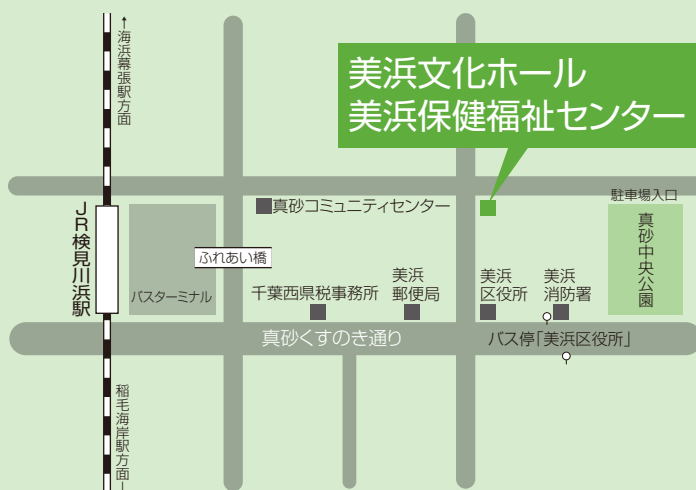 ↑海浜幕張駅方面
美浜文化ホール
美浜保健福祉センター
JR検見川浜駅
真砂コミュニティセンター
駐車場入口
真砂中央公園
ふれあい橋
バスターミナル
千葉西県税事務所
美浜
郵便局
美浜
区役所
美浜
消防署
真砂くすのき通り
バス停「美浜区役所」
稲毛海岸駅方面↓